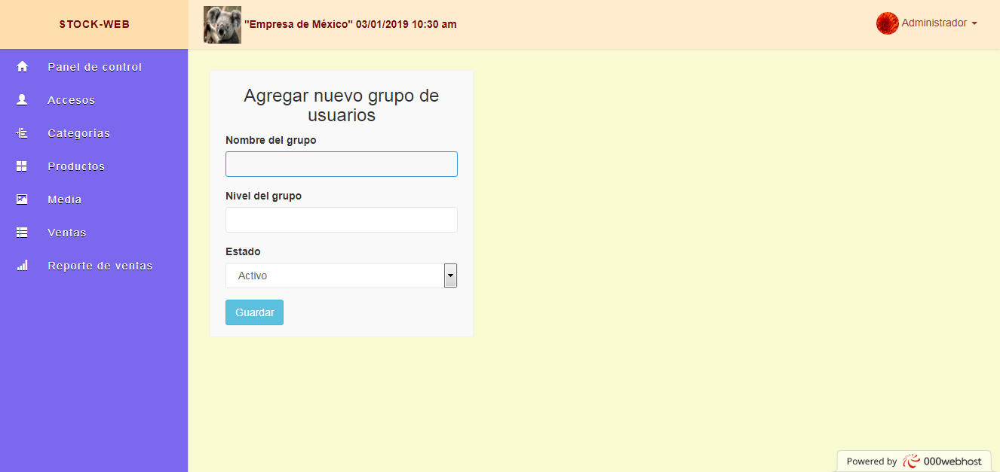 STOCK-WEB
"Empresa de México" 03/01/2019 10:30 am
Administrador
Panel de control
Accesos
Categorías
Productos
Media
Ventas
Reporte de ventas
Agregar nuevo grupo de
usuarios
Nombre del grupo
Nivel del grupo
Estado
Activo
Guardar
Powered by 000webhost